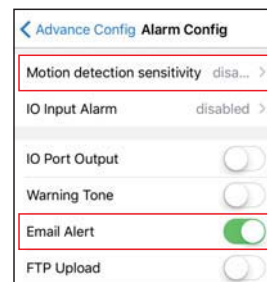 Advance Config Alarm Config
Motion detection sensitivity disa...
IO Input Alarm disabled
IO Port Output
Warning Tone
Email Alert
FTP Upload